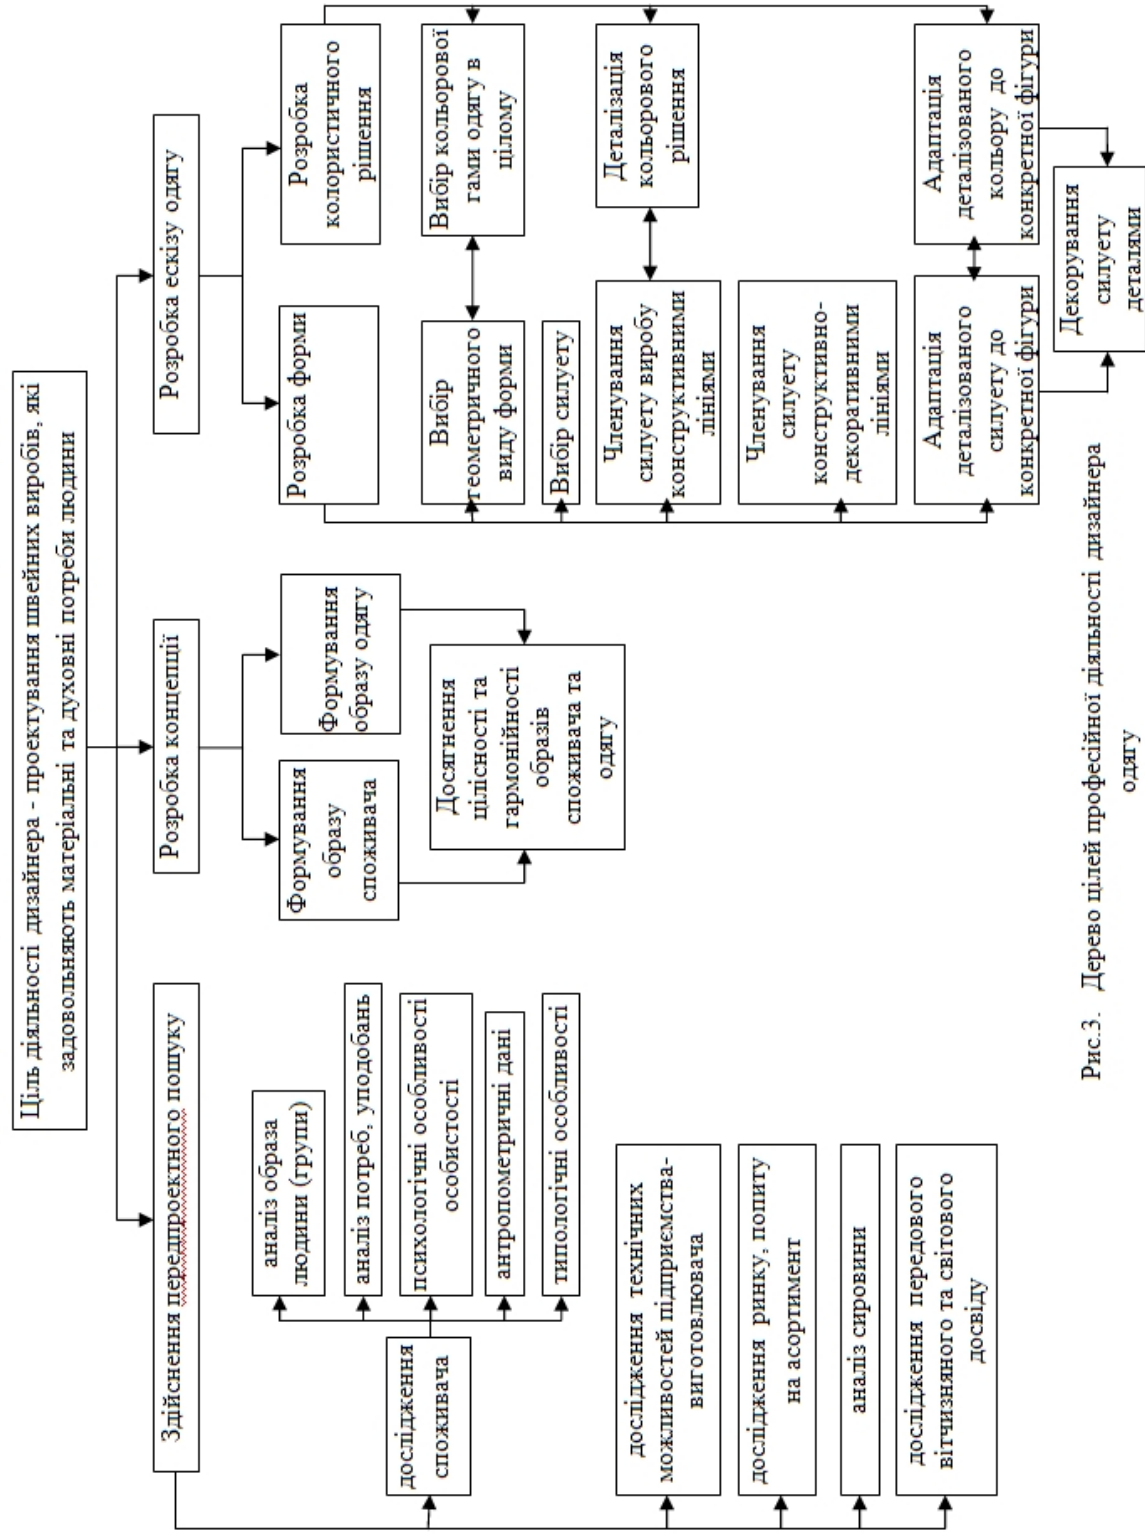 Ціль діяльності дизайнера - проектування швейних виробів, які
задовольняють матеріальні та духовні потреби людини
Здійснення передпроектного пошуку
дослідження
споживача
аналіз образа
людини (групи)
аналіз потреб, уподобань
психологічні особливості
особистості
антропометричні дані
типологічні особливості
дослідження технічних
можливостей підприємства-
виготовлювача
дослідження ринку, попиту
на асортимент
аналіз сировини
дослідження передового
вітчизняного та світового
досвіду
Розробка концепції
Формування
образу
споживача
Формування
образу одягу
Досягнення
цілісності та
гармонійності
образів
споживача та
одягу
Розробка ескізу одягу
Розробка форми
Вибір
геометричного
виду форми
Вибір силуету
Членування
силуету виробу
конструктивними
лініями
Членування
силуету
конструктивно-
декоративними
лініями
Адаптація
деталізованого
силуету до
конкретної фігури
Розробка
колористичного
рішення
Вибір кольорової
гами одягу в
цілому
Деталізація
кольорового
рішення
Адаптація
деталізованого
кольору до
конкретної фігури
Декорування
силуету
деталями
Рис.3. Дерево цілей професійної діяльності дизайнера
одягу